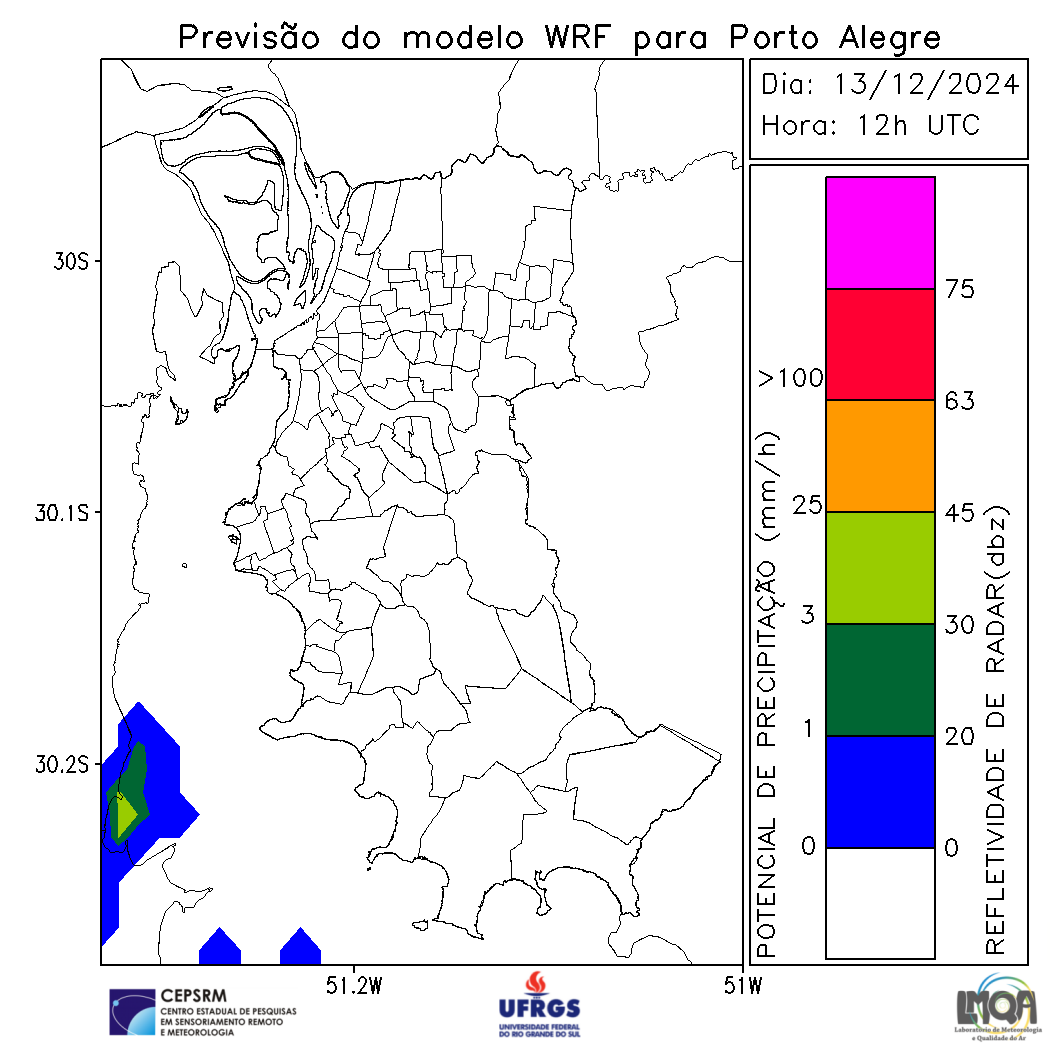 Previsão do modelo WRF para Porto Alegre
Dia: 13/12/2024
Hora: 12h UTC
30S
30.1S
30.2S
51.2W
51W
POTENCIAL DE PRECIPITAÇÃO (mm/h)
>100
25
3
1
0
75
63
45
30
20
0
REFLETIVIDADE DE RADAR(dbz)
CEPSRM
CENTRO ESTADUAL DE PESQUISAS
EM SENSORIAMENTO REMOTO
E METEOROLOGIA
UFRGS
UNIVERSIDADE FEDERAL
DO RIO GRANDE DO SUL
LMQA
Laboratório de Meteorologia
e Qualidade do Ar